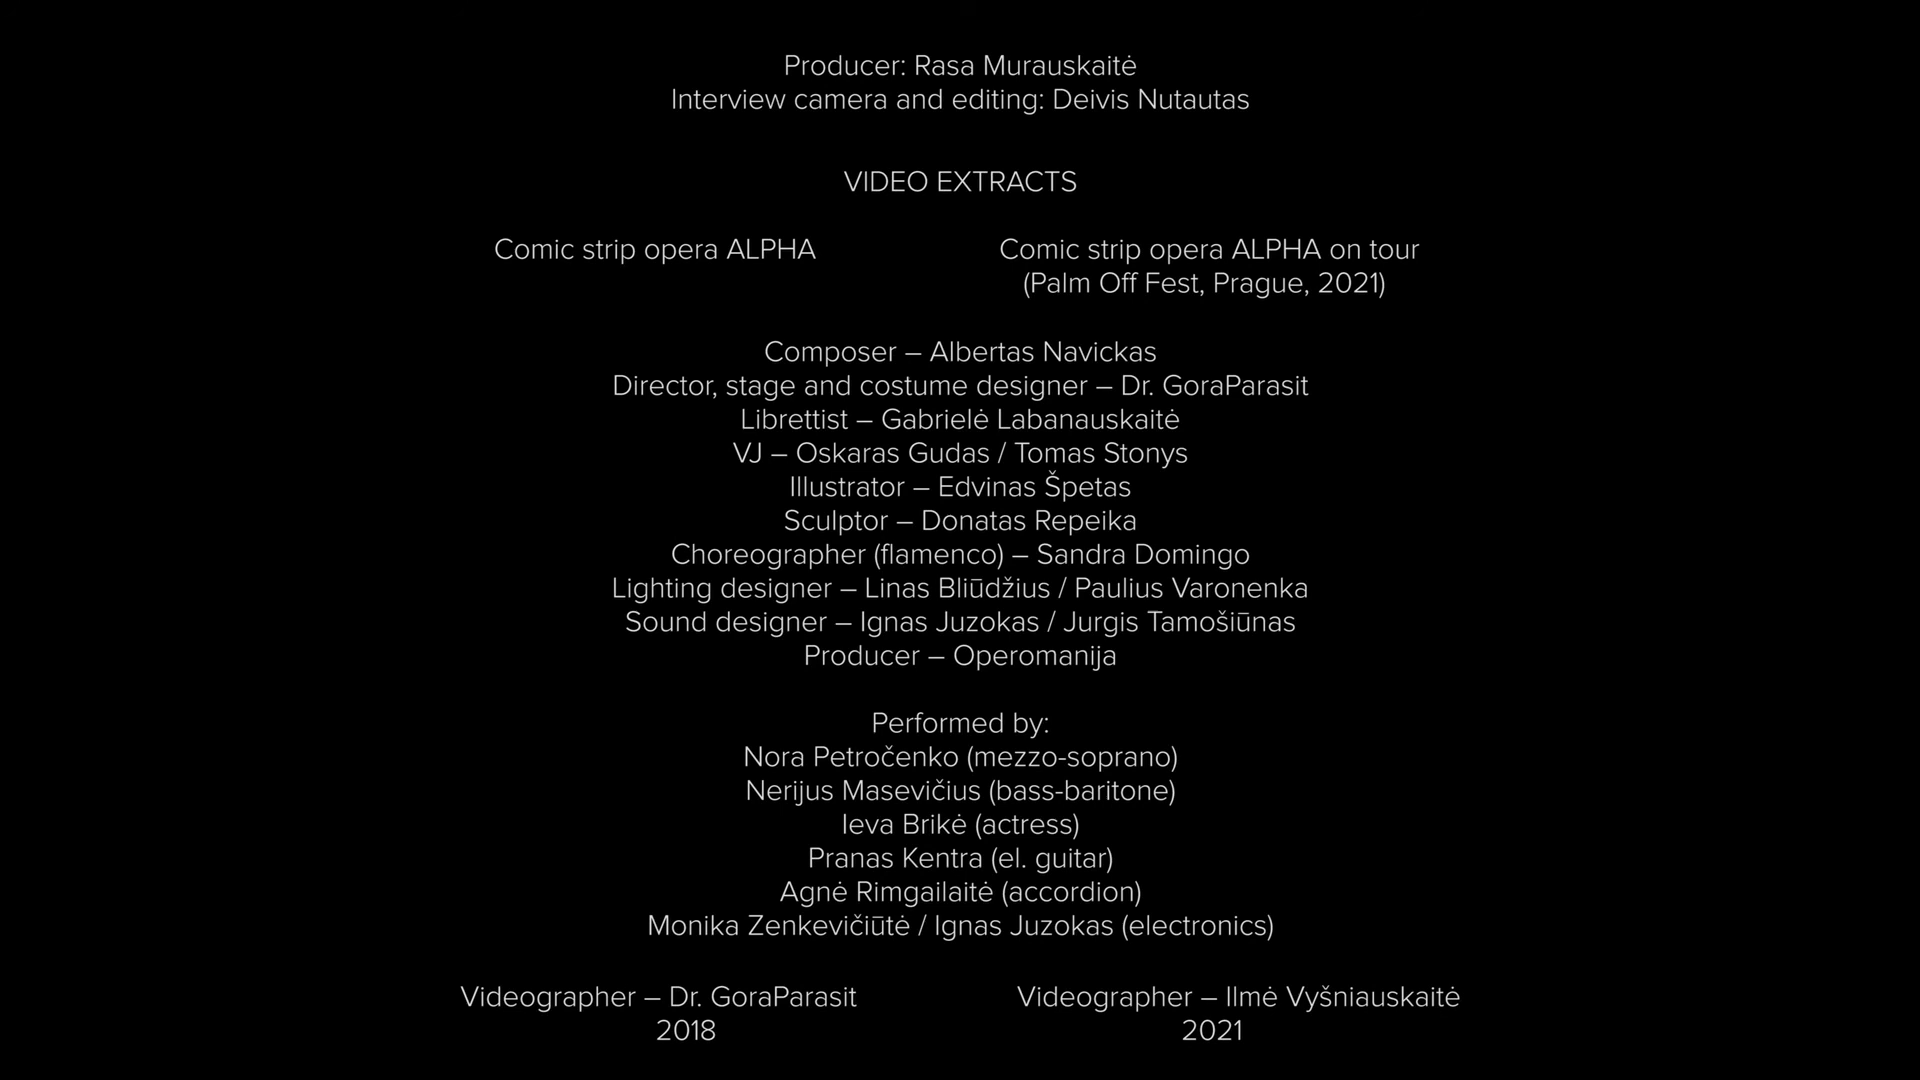 Producer: Rasa Murauskaitė
Interview camera and editing: Deivis Nutautas
VIDEO EXTRACTS
Comic strip opera ALPHA
Comic strip opera ALPHA on tour
(Palm Off Fest, Prague, 2021)
Composer – Albertas Navickas
Director, stage and costume designer – Dr. GoraParasit
Librettist – Gabrielė Labanauskaitė
VJ – Oskaras Gudas / Tomas Stonys
Illustrator – Edvinas Špetas
Sculptor – Donatas Repeika
Choreographer (flamenco) – Sandra Domingo
Lighting designer – Linas Bliūdžius / Paulius Varonenka
Sound designer – Ignas Juzokas / Jurgis Tamošiūnas
Producer – Operomanija
Performed by:
Nora Petročenko (mezzo-soprano)
Nerijus Masevičius (bass-baritone)
Ieva Brikė (actress)
Pranas Kentra (el. guitar)
Agnė Rimgailaitė (accordion)
Monika Zenkevičiūtė / Ignas Juzokas (electronics)
Videographer – Dr. GoraParasit
2018
Videographer – Ilmė Vyšniauskaitė
2021